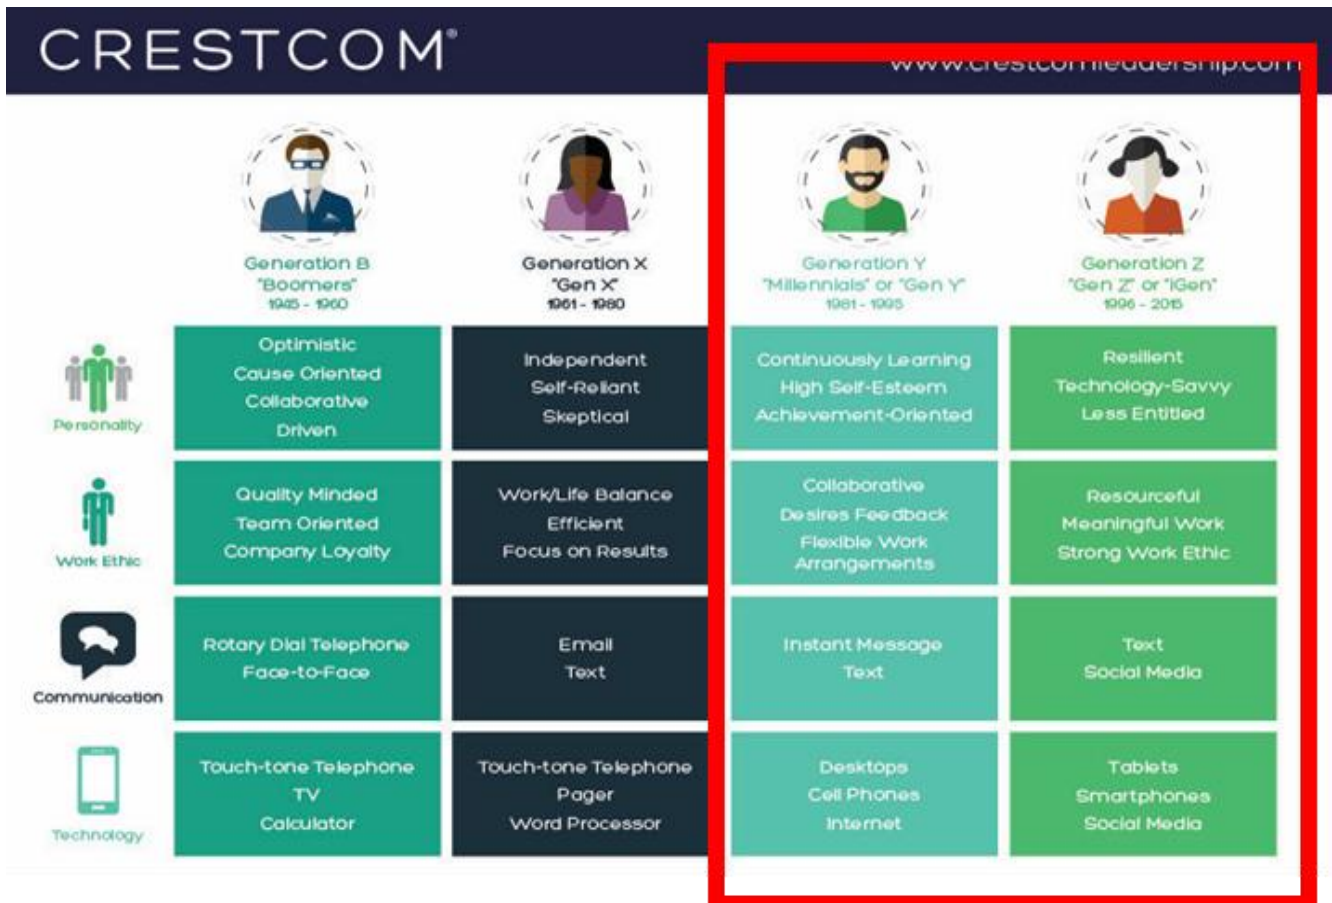 CRESTCOM®
www.crestcomleadership.com
Generation B
"Boomers"
1945 - 1960
Generation X
"Gen X"
1961 - 1980
Generation Y
"Millennials" or "Gen Y"
1981 - 1995
Generation Z
"Gen Z" or "iGen"
1996 - 2015
Personality
Optimistic
Cause Oriented
Collaborative
Driven
Independent
Self-Reliant
Skeptical
Continuously Learning
High Self-Esteem
Achievement-Oriented
Resilient
Technology-Savvy
Less Entitled
Work Ethic
Quality Minded
Team Oriented
Company Loyalty
Work/Life Balance
Efficient
Focus on Results
Collaborative
Desires Feedback
Flexible Work
Arrangements
Resourceful
Meaningful Work
Strong Work Ethic
Communication
Rotary Dial Telephone
Face-to-Face
Email
Text
Instant Message
Text
Text
Social Media
Technology
Touch-tone Telephone
TV
Calculator
Touch-tone Telephone
Pager
Word Processor
Desktops
Cell Phones
Internet
Tablets
Smartphones
Social Media